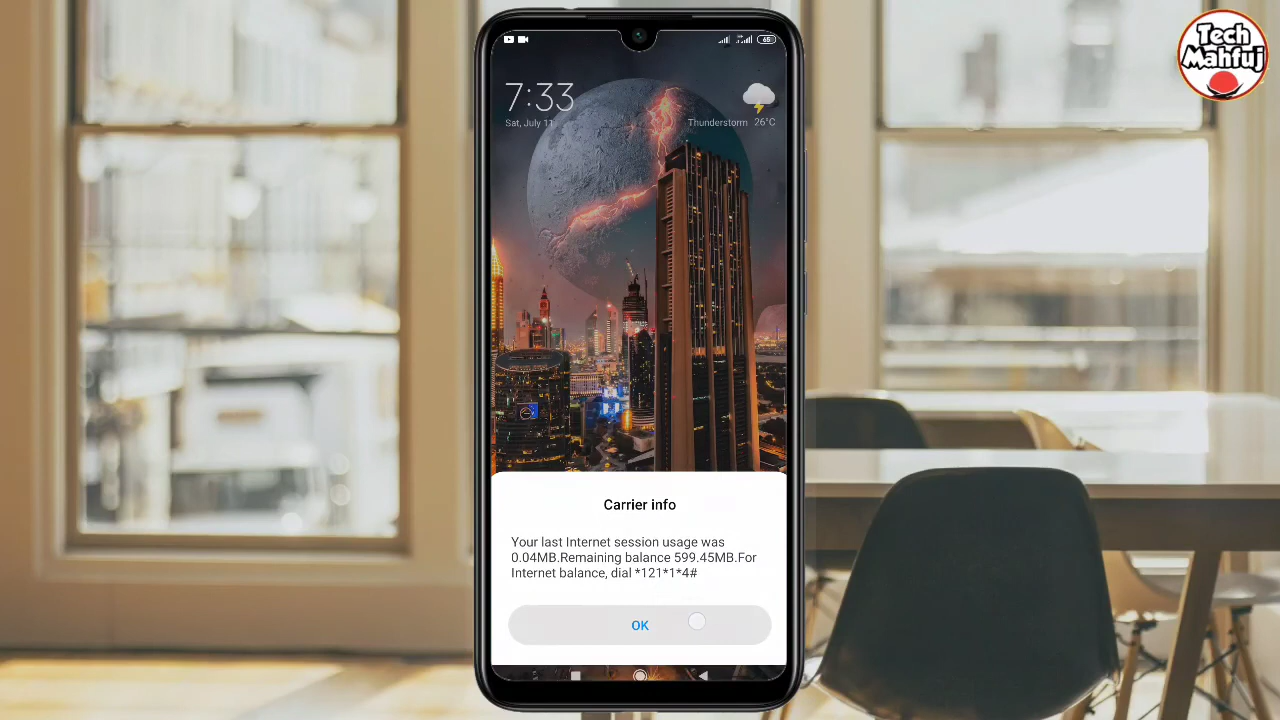 Tech
Mahfuj
65
7:33
Sat, July 11
Thunderstorm 26°C
Carrier info
Your last Internet session usage was
0.04MB.Remaining balance 599.45MB.For
Internet balance, dial *121*1*4#
OK